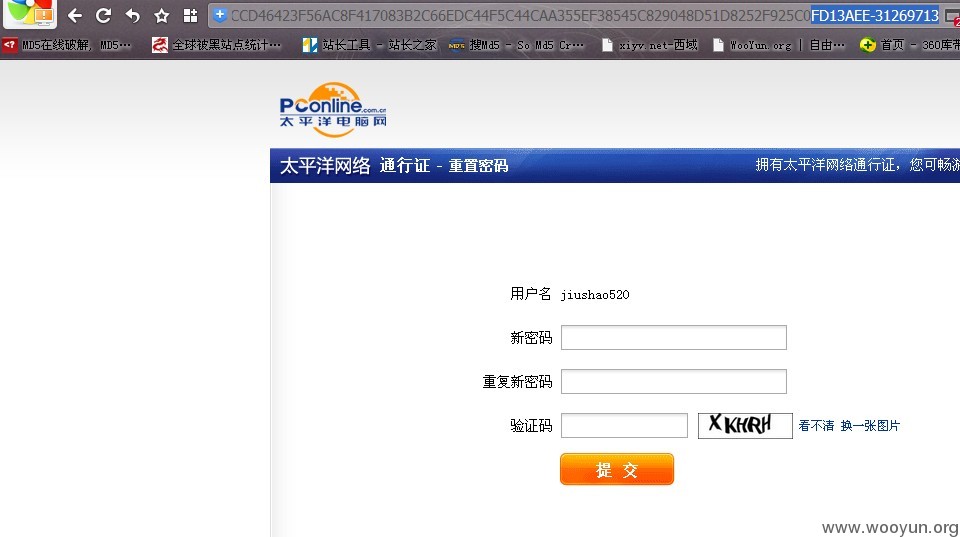 CCD46423F56AC8F417083B2C66EDC44F5C44CAA355EF38545C829048D51D8252F925C0FD13AEE-31269713
MD5在线破解, MD5… 全球被黑站点统计… 站长工具 - 站长之家 搜Md5 - So Md5 Cr… xiyv.net-西域 WooYun.org | 自由… 首页 - 360库带
PConline.com.cn
太平洋电脑网
太平洋网络 通行证 - 重置密码 拥有太平洋网络通行证，您可畅游
用户名 jiushao520
新密码
重复新密码
验证码 XKHRH 看不清 换一张图片
提 交
www.wooyun.org